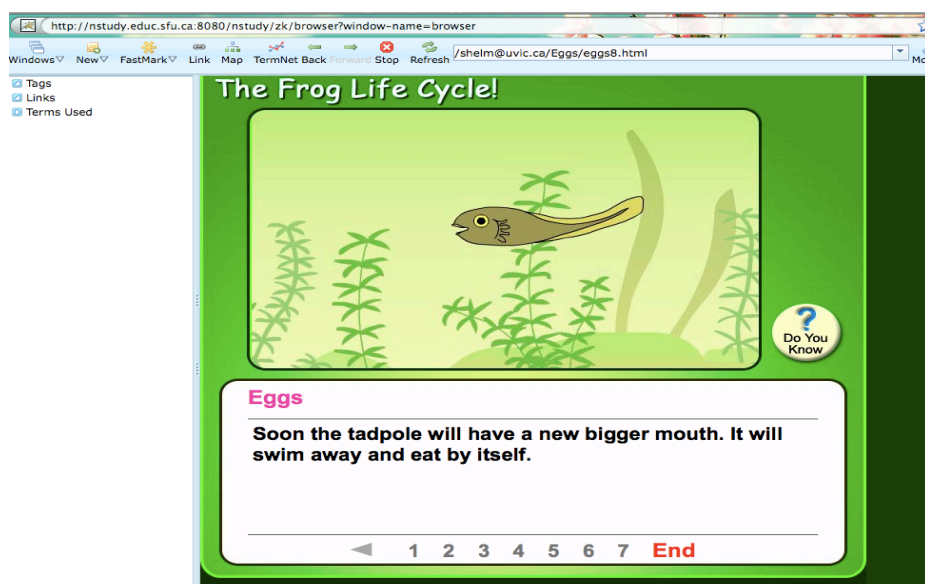 http://nstudy.educ.sfu.ca:8080/nstudy/zk/browser?window-name=browser
Windows New FastMark Link Map TermNet Back Forward Stop Refresh /shelm@uvic.ca/Eggs/eggs8.html
Tags
Links
Terms Used
The Frog Life Cycle!
?
Do You
Know
Eggs
Soon the tadpole will have a new bigger mouth. It will
swim away and eat by itself.
1 2 3 4 5 6 7 End